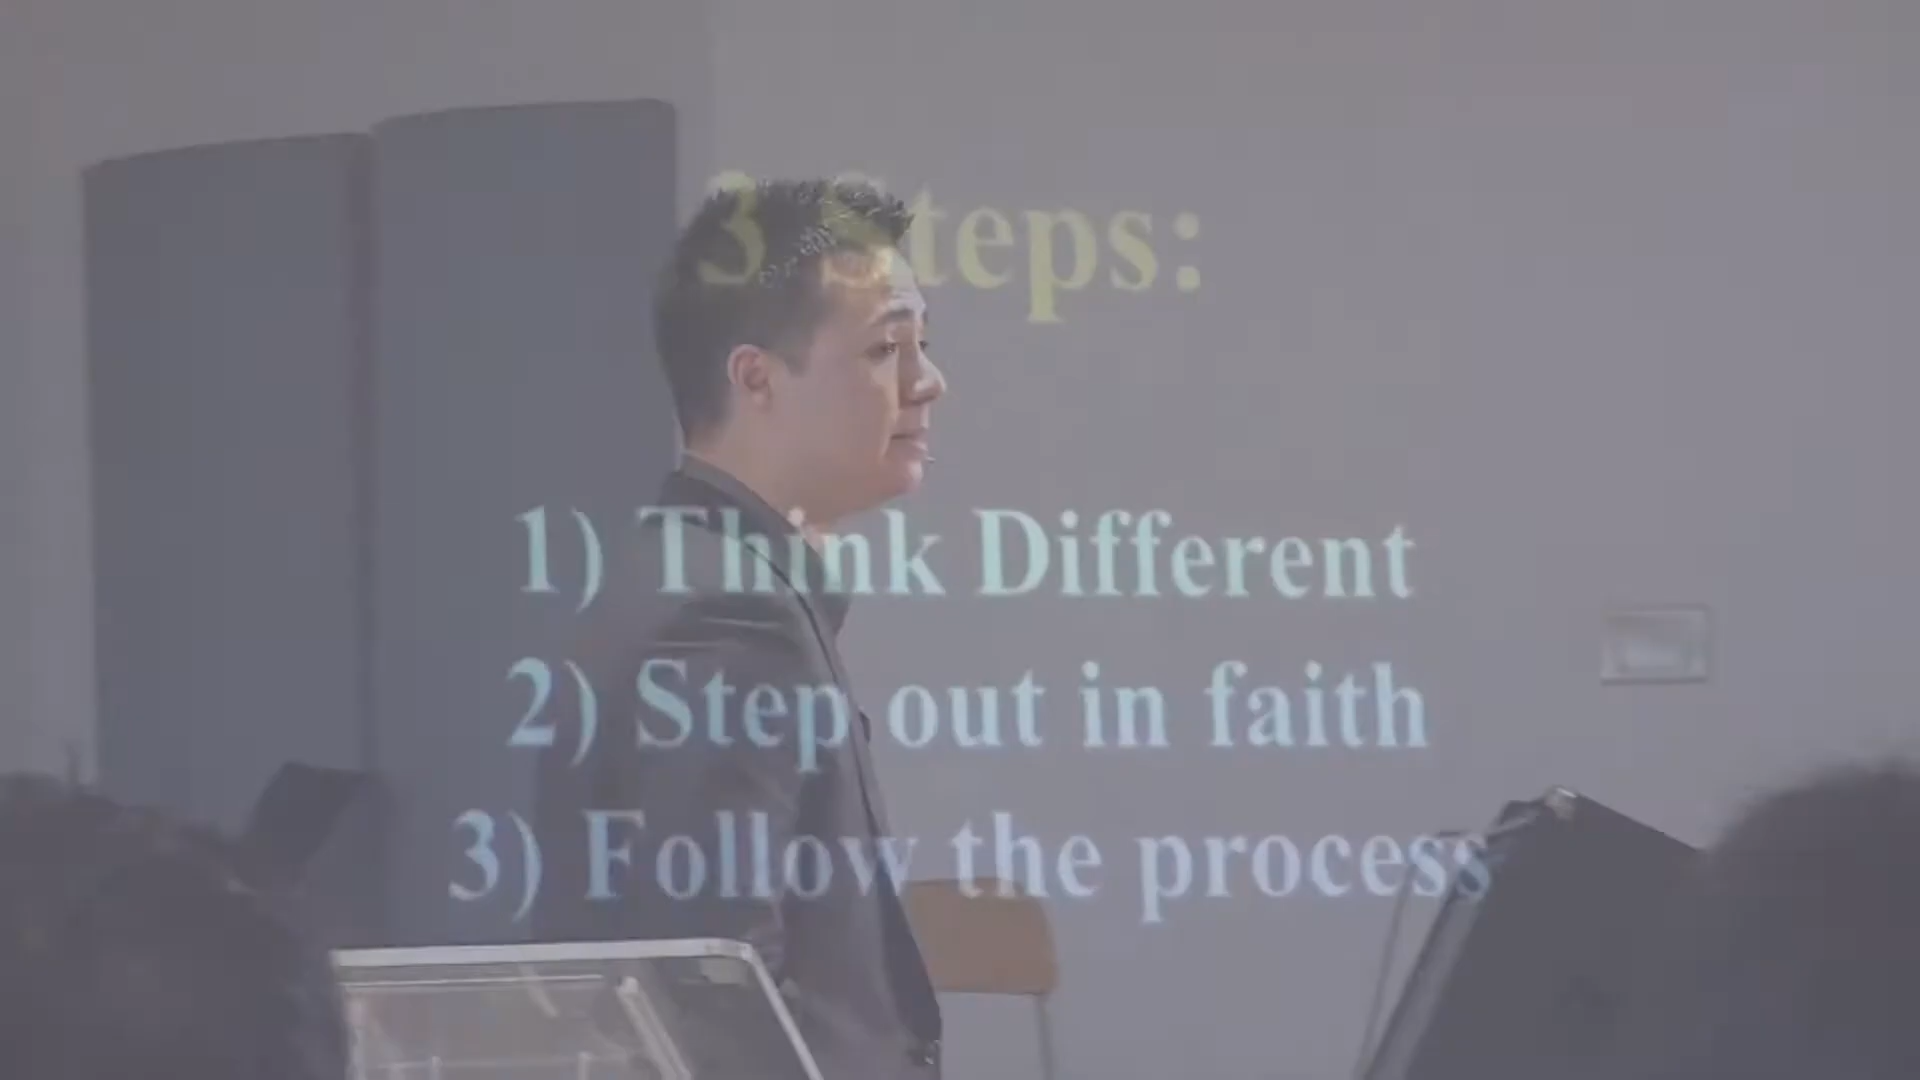 3 Steps:
1) Think Different
2) Step out in faith
3) Follow the process